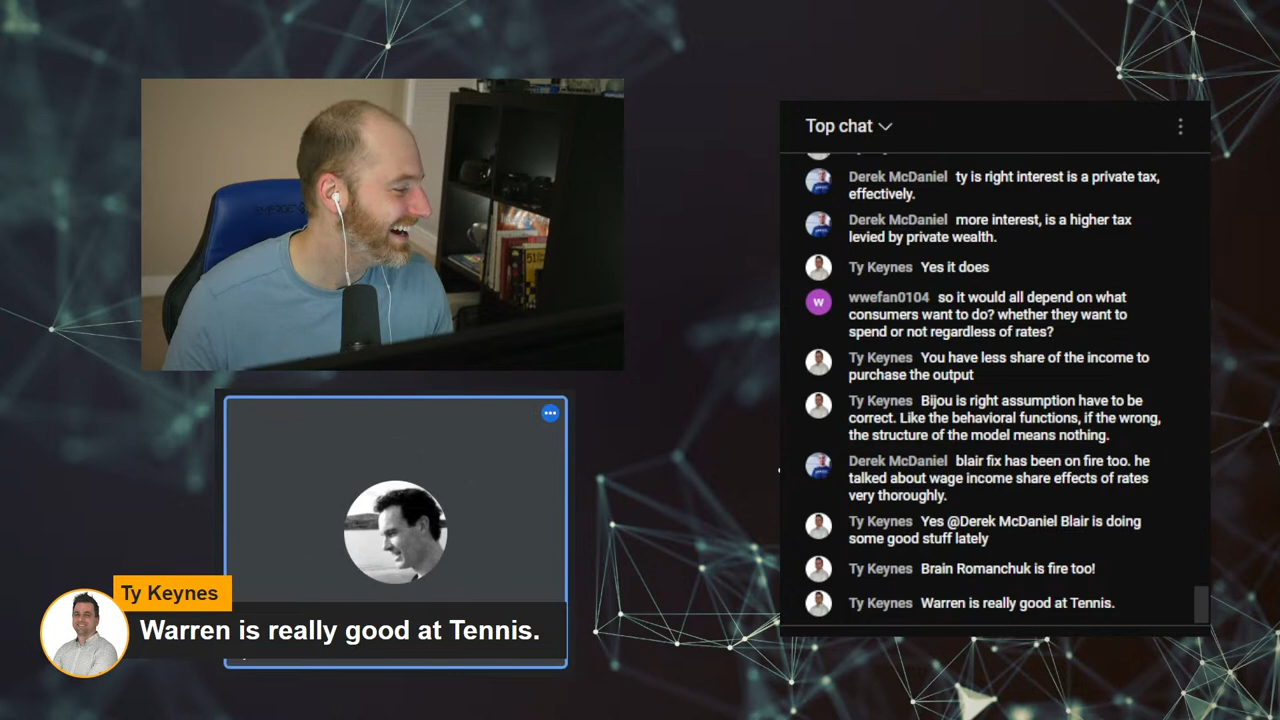 Top chat
Derek McDaniel ty is right interest is a private tax,
effectively.
Derek McDaniel more interest, is a higher tax
levied by private wealth.
Ty Keynes Yes it does
W
wwefan0104 so it would all depend on what
consumers want to do? whether they want to
spend or not regardless of rates?
Ty Keynes You have less share of the income to
purchase the output
Ty Keynes Bijou is right assumption have to be
correct. Like the behavioral functions, if the wrong,
the structure of the model means nothing.
Derek McDaniel blair fix has been on fire too. he
talked about wage income share effects of rates
very thoroughly.
Ty Keynes Yes @Derek McDaniel Blair is doing
some good stuff lately
Ty Keynes Brain Romanchuk is fire too!
Ty Keynes Warren is really good at Tennis.
Ty Keynes
Warren is really good at Tennis.